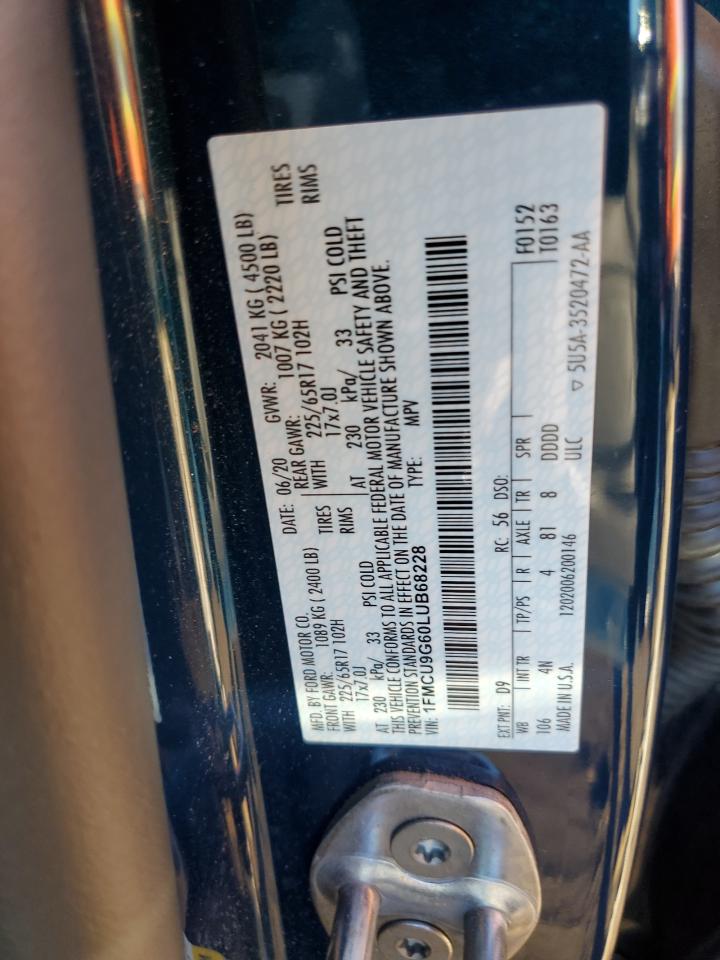 MFD. BY FORD MOTOR CO. DATE: 06/20 GVWR: 2041 KG ( 4500 LB)
FRONT GAWR: 1089 KG ( 2400 LB) REAR GAWR: 1007 KG ( 2220 LB)
WITH 225/65R17 102H TIRES WITH 225/65R17 102H TIRES
17x7.0J RIMS 17x7.0J RIMS
AT 230 kPa/ 33 PSI COLD AT 230 kPa/ 33 PSI COLD
THIS VEHICLE CONFORMS TO ALL APPLICABLE FEDERAL MOTOR VEHICLE SAFETY AND THEFT
PREVENTION STANDARDS IN EFFECT ON THE DATE OF MANUFACTURE SHOWN ABOVE.
VIN: 1FMCU9G60LUB68228 TYPE: MPV
EXT PNT: D9 RC: 56 DSO: F0152
WB INT TR TP/PS R AXLE TR SPR T0163
106 4N 4 81 8 DDDD
MADE IN U.S.A. 1202006200146 ULC ▽ 5U5A-3520472-AA